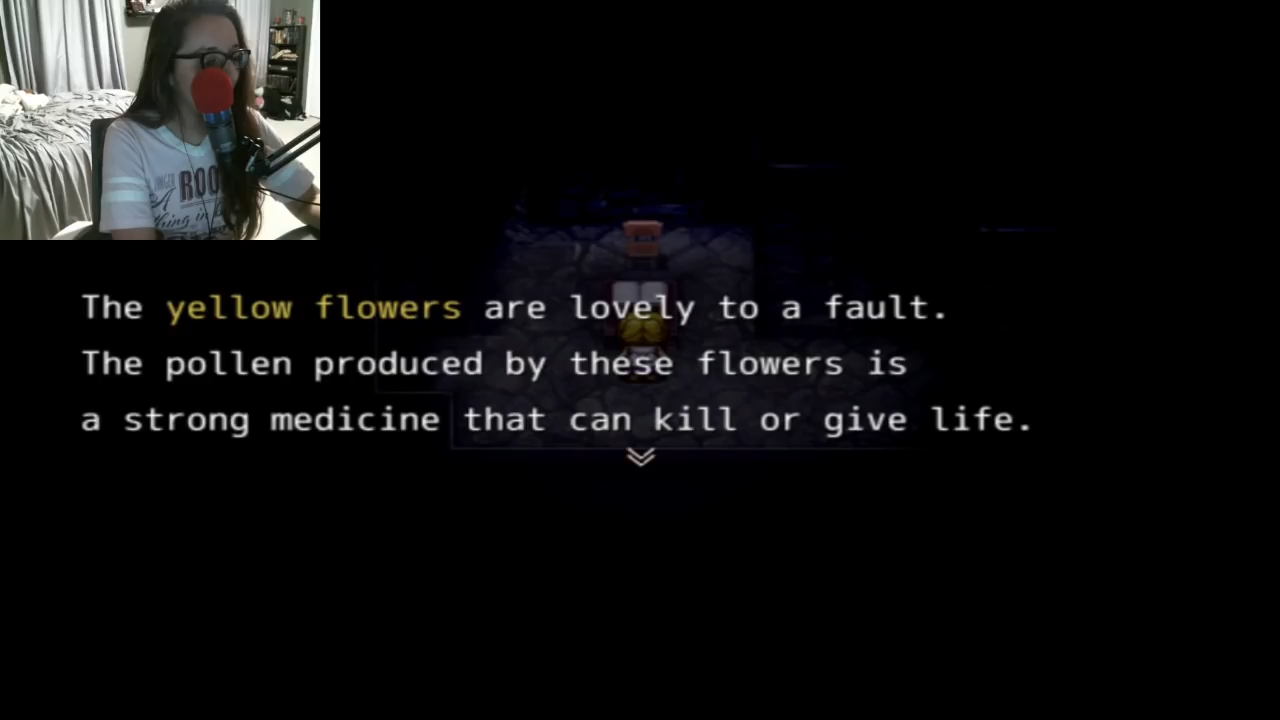 ROO
The yellow flowers are lovely to a fault.
The pollen produced by these flowers is
a strong medicine that can kill or give life.